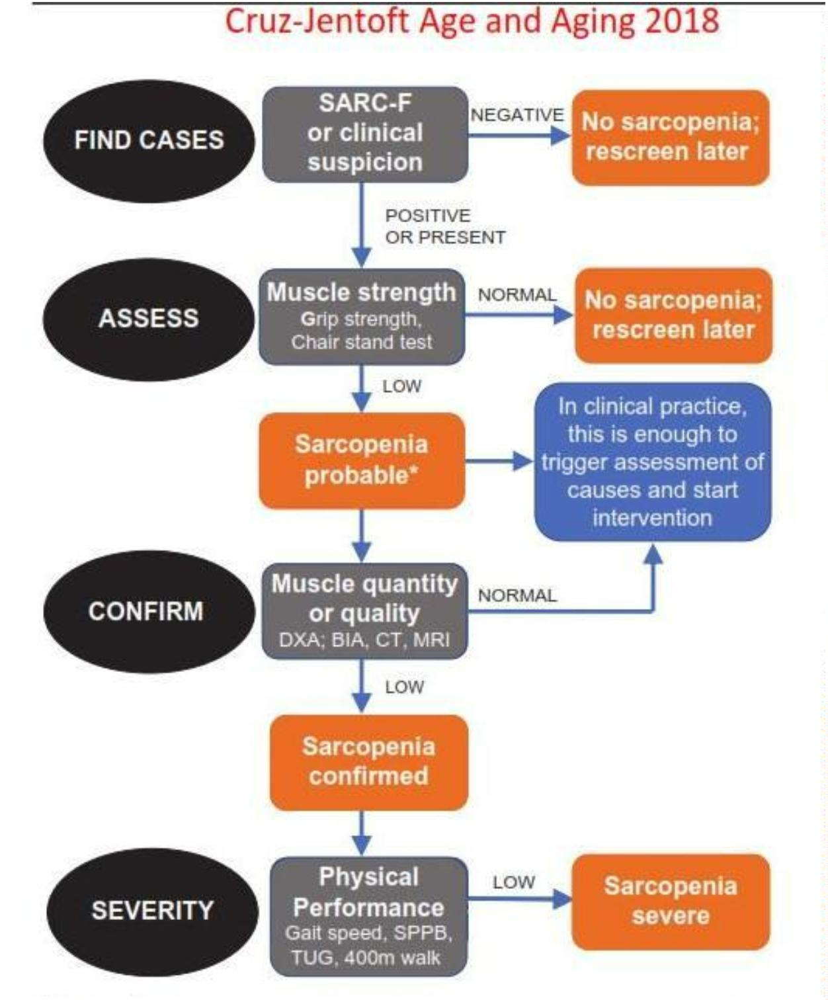 Cruz-Jentoft Age and Aging 2018
FIND CASES
SARC-F
or clinical
suspicion
NEGATIVE
No sarcopenia;
rescreen later
POSITIVE
OR PRESENT
ASSESS
Muscle strength
Grip strength,
Chair stand test
NORMAL
No sarcopenia;
rescreen later
LOW
Sarcopenia
probable*
In clinical practice,
this is enough to
trigger assessment of
causes and start
intervention
CONFIRM
Muscle quantity
or quality
DXA; BIA, CT, MRI
NORMAL
LOW
Sarcopenia
confirmed
SEVERITY
Physical
Performance
Gait speed, SPPB,
TUG, 400m walk
LOW
Sarcopenia
severe